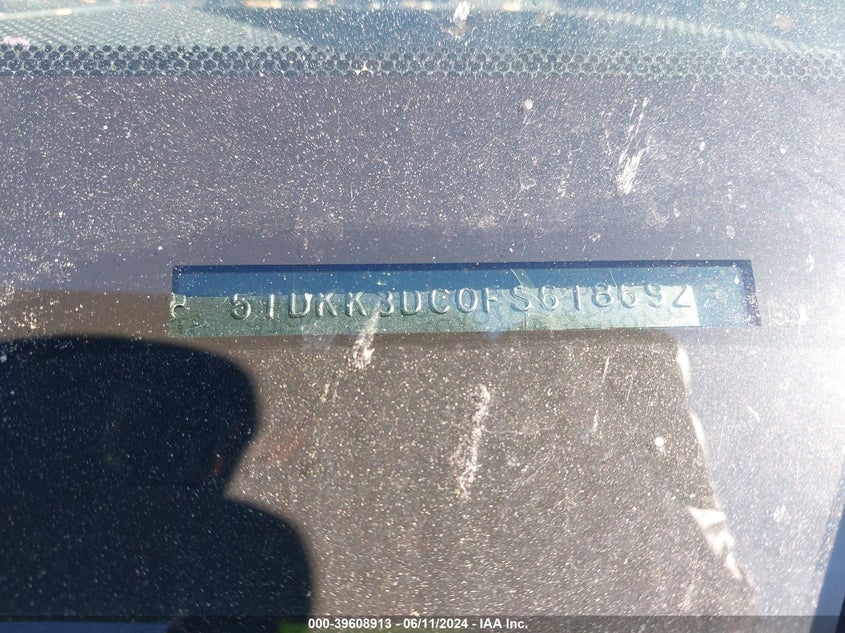 5TDKK3DC0FS618692
000-39608913 - 06/11/2024 - IAA Inc.